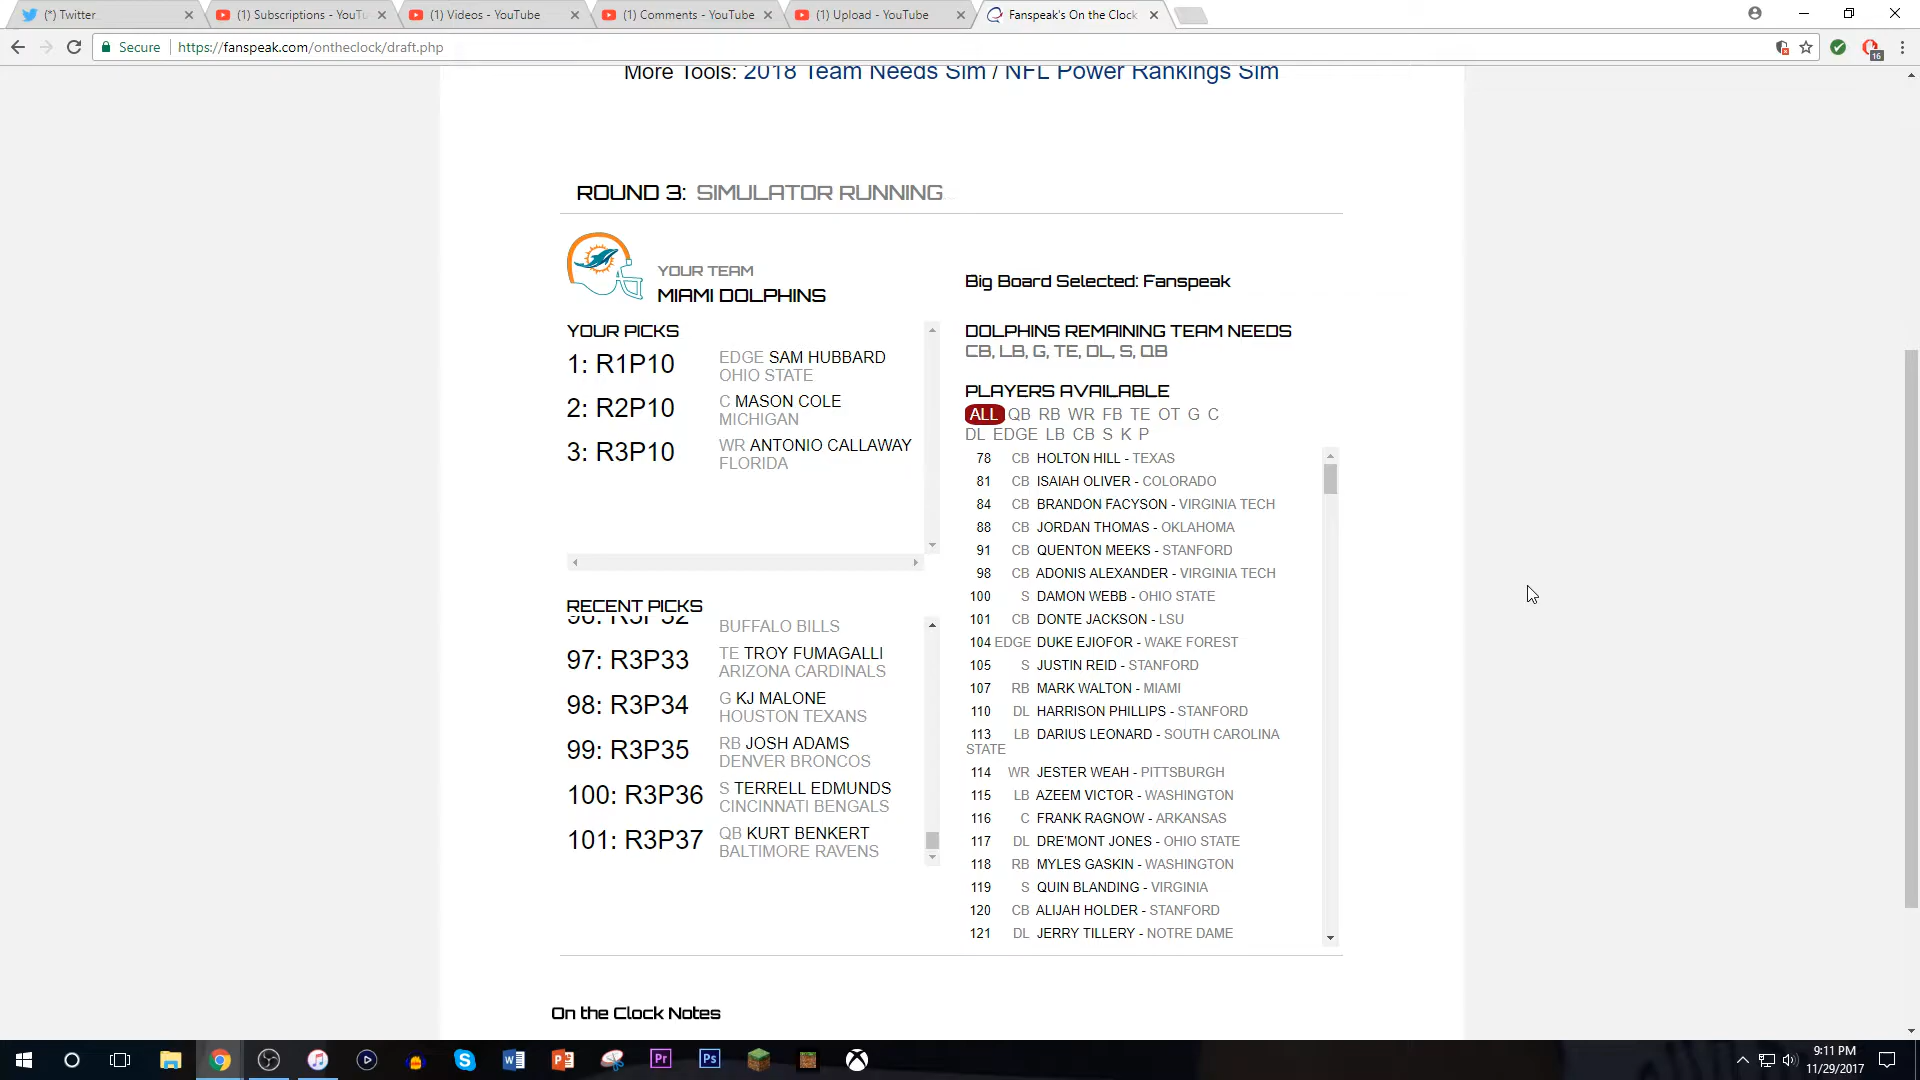 (*) Twitter
(1) Subscriptions - YouTu
(1) Videos - YouTube
(1) Comments - YouTube
(1) Upload - YouTube
Fanspeak's On the Clock
Secure
https://fanspeak.com/ontheclock/draft.php
16
More Tools: 2018 Team Needs Sim / NFL Power Rankings Sim
ROUND 3: SIMULATOR RUNNING
YOUR TEAM
MIAMI DOLPHINS
YOUR PICKS
1: R1P10 EDGE SAM HUBBARD
OHIO STATE
2: R2P10 C MASON COLE
MICHIGAN
3: R3P10 WR ANTONIO CALLAWAY
FLORIDA
RECENT PICKS
96: R3P32 BUFFALO BILLS
97: R3P33 TE TROY FUMAGALLI
ARIZONA CARDINALS
98: R3P34 G KJ MALONE
HOUSTON TEXANS
99: R3P35 RB JOSH ADAMS
DENVER BRONCOS
100: R3P36 S TERRELL EDMUNDS
CINCINNATI BENGALS
101: R3P37 QB KURT BENKERT
BALTIMORE RAVENS
Big Board Selected: Fanspeak
DOLPHINS REMAINING TEAM NEEDS
CB, LB, G, TE, DL, S, QB
PLAYERS AVAILABLE
ALL QB RB WR FB TE OT G C
DL EDGE LB CB S K P
78 CB HOLTON HILL - TEXAS
81 CB ISAIAH OLIVER - COLORADO
84 CB BRANDON FACYSON - VIRGINIA TECH
88 CB JORDAN THOMAS - OKLAHOMA
91 CB QUENTON MEEKS - STANFORD
98 CB ADONIS ALEXANDER - VIRGINIA TECH
100 S DAMON WEBB - OHIO STATE
101 CB DONTE JACKSON - LSU
104 EDGE DUKE EJIOFOR - WAKE FOREST
105 S JUSTIN REID - STANFORD
107 RB MARK WALTON - MIAMI
110 DL HARRISON PHILLIPS - STANFORD
113 LB DARIUS LEONARD - SOUTH CAROLINA
STATE
114 WR JESTER WEAH - PITTSBURGH
115 LB AZEEM VICTOR - WASHINGTON
116 C FRANK RAGNOW - ARKANSAS
117 DL DRE'MONT JONES - OHIO STATE
118 RB MYLES GASKIN - WASHINGTON
119 S QUIN BLANDING - VIRGINIA
120 CB ALIJAH HOLDER - STANFORD
121 DL JERRY TILLERY - NOTRE DAME
On the Clock Notes
Pr
Ps
9:11 PM
11/29/2017